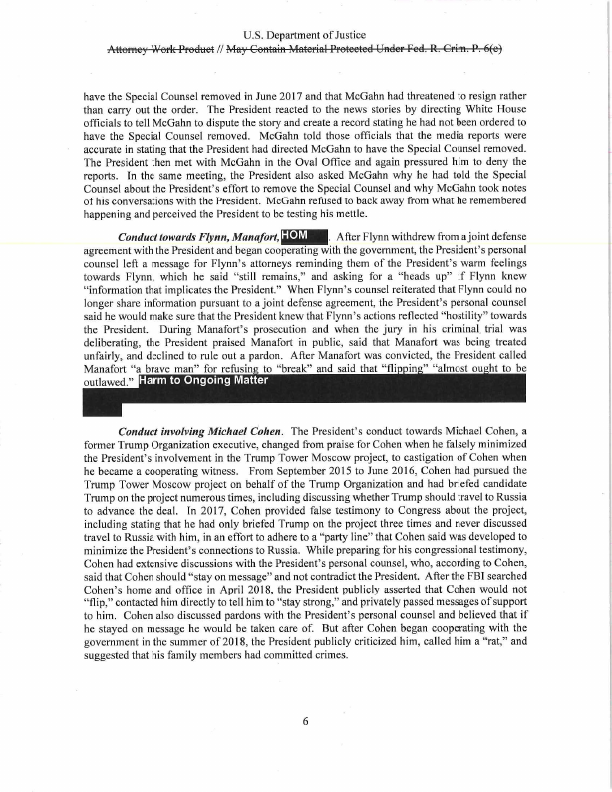 U.S. Department of Justice
Attorney Work Product // May Contain Material Protected Under Fed. R. Crim. P. 6(e)
have the Special Counsel removed in June 2017 and that McGahn had threatened to resign rather
than carry out the order. The President reacted to the news stories by directing White House
officials to tell McGahn to dispute the story and create a record stating he had not been ordered to
have the Special Counsel removed. McGahn told those officials that the media reports were
accurate in stating that the President had directed McGahn to have the Special Counsel removed.
The President then met with McGahn in the Oval Office and again pressured him to deny the
reports. In the same meeting, the President also asked McGahn why he had told the Special
Counsel about the President's effort to remove the Special Counsel and why McGahn took notes
of his conversations with the President. McGahn refused to back away from what he remembered
happening and perceived the President to be testing his mettle.
Conduct towards Flynn, Manafort, HOM. After Flynn withdrew from a joint defense
agreement with the President and began cooperating with the government, the President's personal
counsel left a message for Flynn's attorneys reminding them of the President's warm feelings
towards Flynn, which he said "still remains," and asking for a "heads up" if Flynn knew
"information that implicates the President." When Flynn's counsel reiterated that Flynn could no
longer share information pursuant to a joint defense agreement, the President's personal counsel
said he would make sure that the President knew that Flynn's actions reflected "hostility" towards
the President. During Manafort's prosecution and when the jury in his criminal trial was
deliberating, the President praised Manafort in public, said that Manafort was being treated
unfairly, and declined to rule out a pardon. After Manafort was convicted, the President called
Manafort "a brave man" for refusing to "break" and said that "flipping" "almost ought to be
outlawed." Harm to Ongoing Matter
Conduct involving Michael Cohen. The President's conduct towards Michael Cohen, a
former Trump Organization executive, changed from praise for Cohen when he falsely minimized
the President's involvement in the Trump Tower Moscow project, to castigation of Cohen when
he became a cooperating witness. From September 2015 to June 2016, Cohen had pursued the
Trump Tower Moscow project on behalf of the Trump Organization and had briefed candidate
Trump on the project numerous times, including discussing whether Trump should travel to Russia
to advance the deal. In 2017, Cohen provided false testimony to Congress about the project,
including stating that he had only briefed Trump on the project three times and never discussed
travel to Russia with him, in an effort to adhere to a "party line" that Cohen said was developed to
minimize the President's connections to Russia. While preparing for his congressional testimony,
Cohen had extensive discussions with the President's personal counsel, who, according to Cohen,
said that Cohen should "stay on message" and not contradict the President. After the FBI searched
Cohen's home and office in April 2018, the President publicly asserted that Cohen would not
"flip," contacted him directly to tell him to "stay strong," and privately passed messages of support
to him. Cohen also discussed pardons with the President's personal counsel and believed that if
he stayed on message he would be taken care of. But after Cohen began cooperating with the
government in the summer of 2018, the President publicly criticized him, called him a "rat," and
suggested that his family members had committed crimes.
6